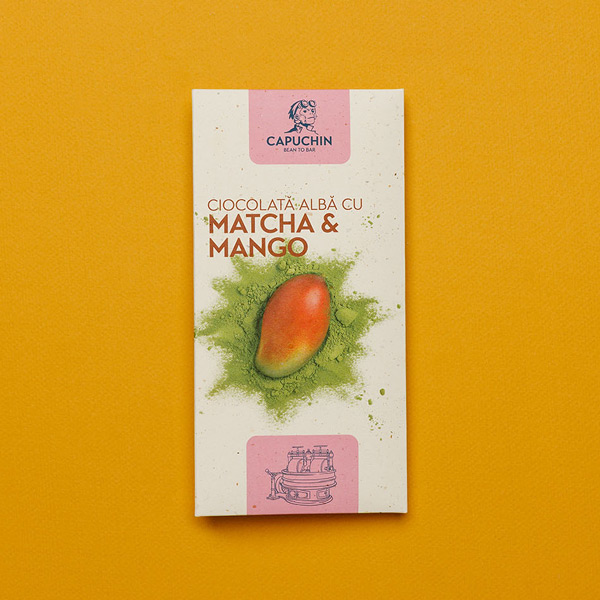 CAPUCHIN
BEAN TO BAR
CIOCOLATĂ ALBĂ CU
MATCHA &
MANGO